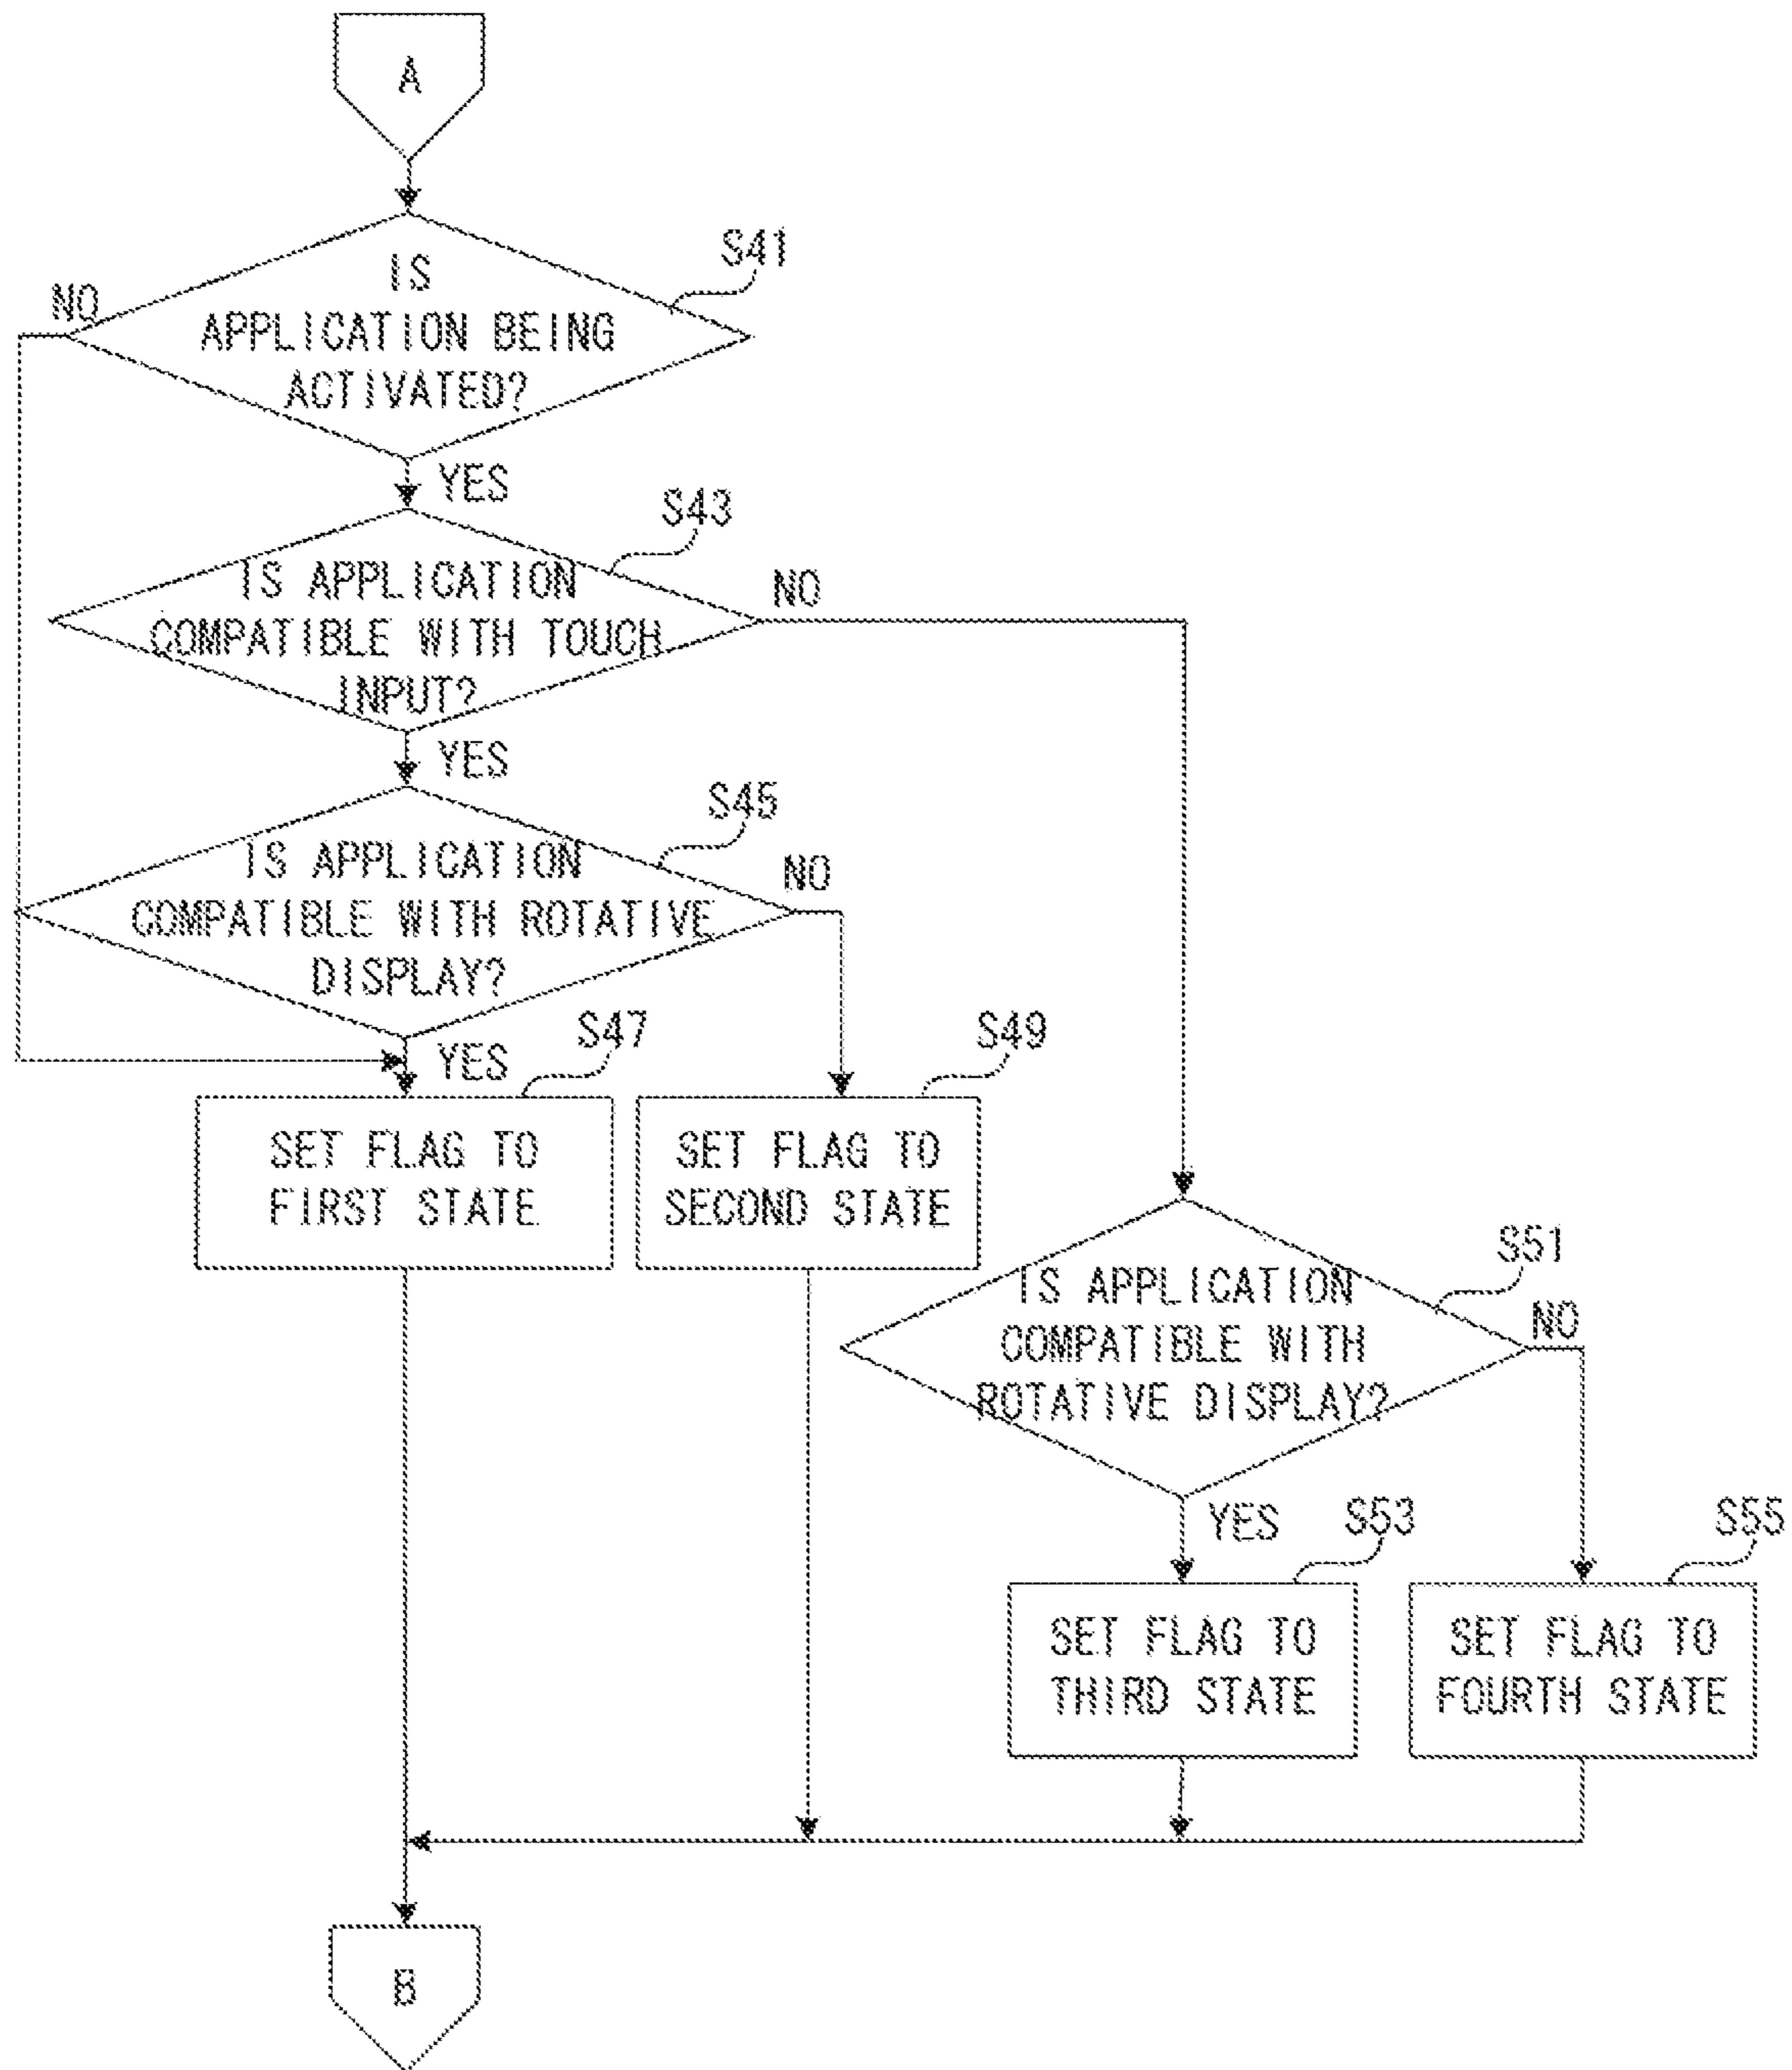 A
S41
NO
IS
APPLICATION BEING
ACTIVATED?
YES
S43
NO
IS APPLICATION
COMPATIBLE WITH TOUCH
INPUT?
YES
S45
NO
IS APPLICATION
COMPATIBLE WITH ROTATIVE
DISPLAY?
YES
S47
SET FLAG TO
FIRST STATE
S49
SET FLAG TO
SECOND STATE
S51
NO
IS APPLICATION
COMPATIBLE WITH
ROTATIVE DISPLAY?
YES
S53
SET FLAG TO
THIRD STATE
S55
SET FLAG TO
FOURTH STATE
B